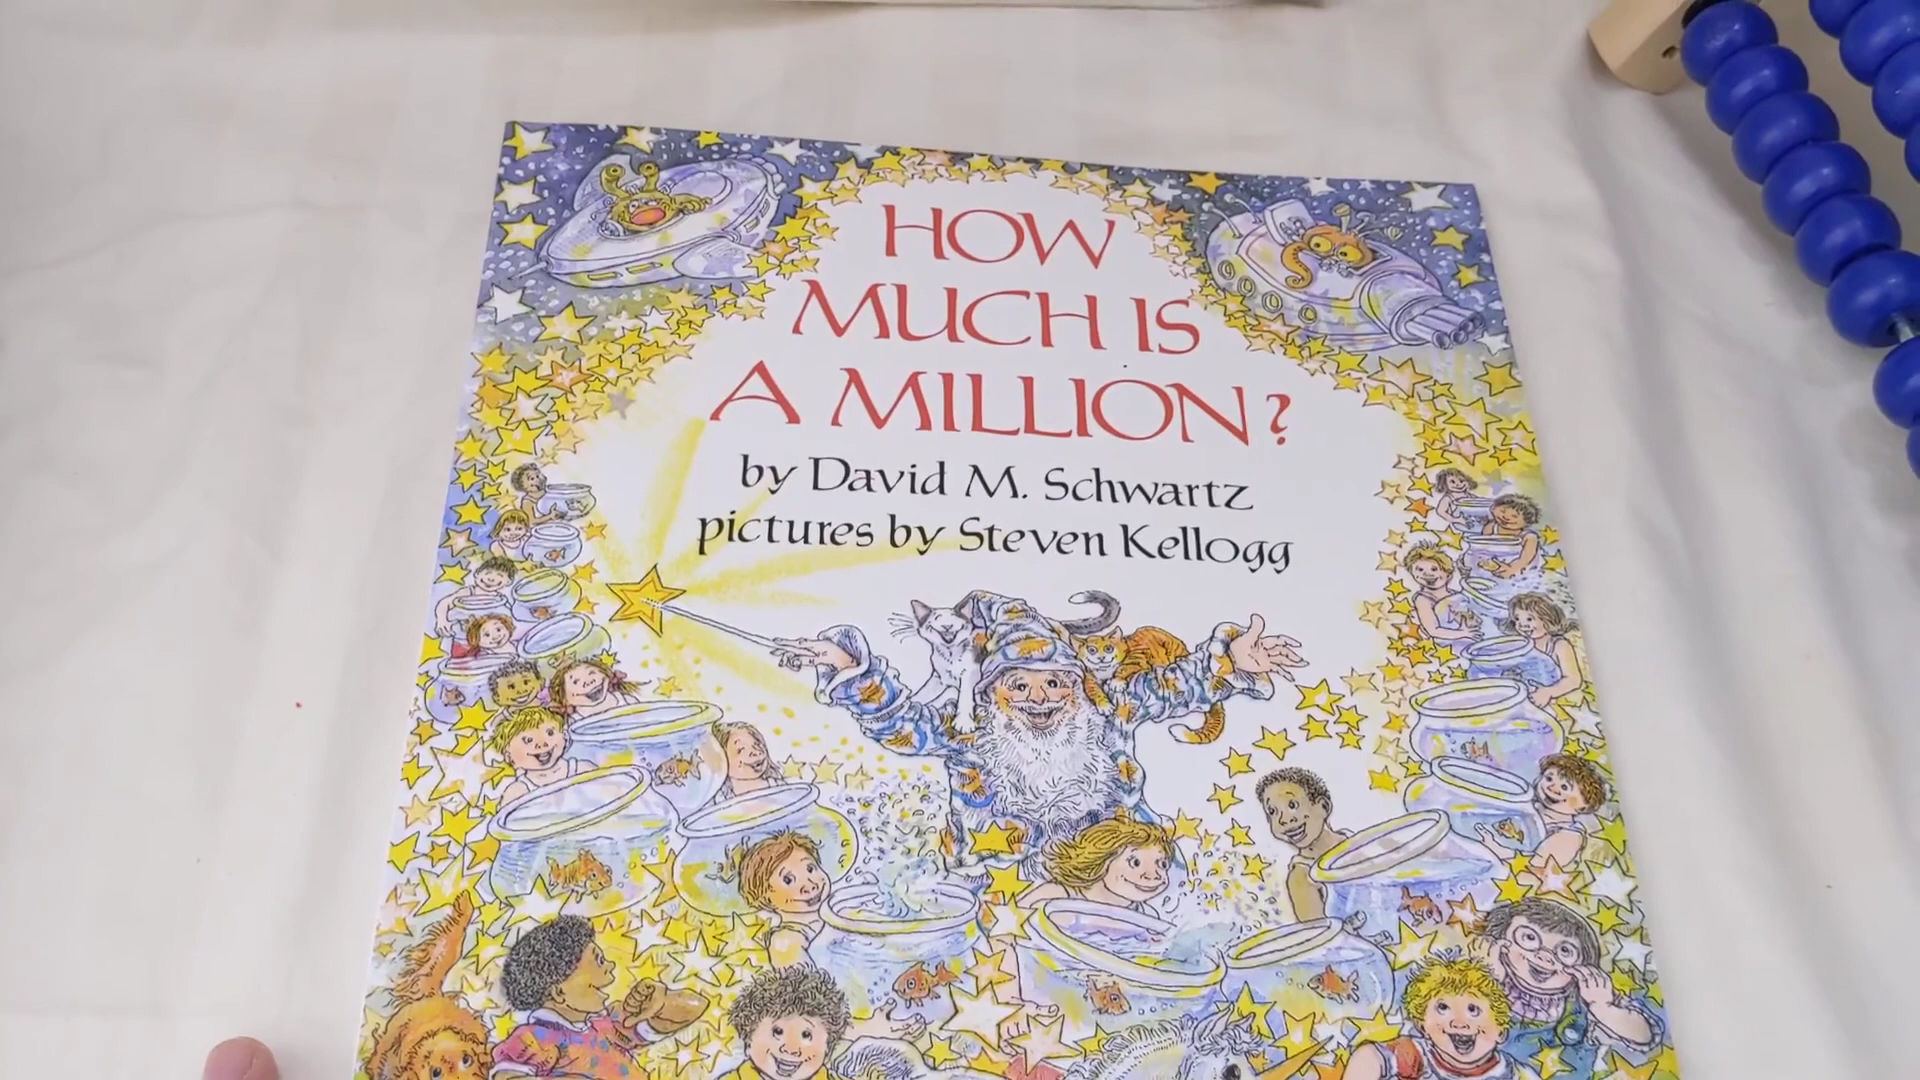 HOW
MUCH IS
A MILLION?
by David M. Schwartz
pictures by Steven Kellogg